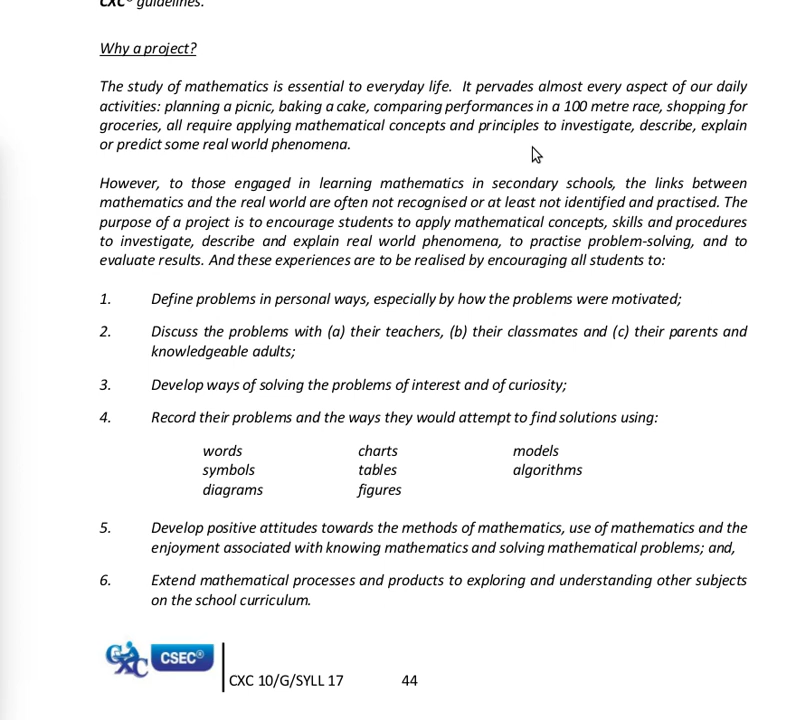 CXC® guidelines.
Why a project?
The study of mathematics is essential to everyday life. It pervades almost every aspect of our daily
activities: planning a picnic, baking a cake, comparing performances in a 100 metre race, shopping for
groceries, all require applying mathematical concepts and principles to investigate, describe, explain
or predict some real world phenomena.
However, to those engaged in learning mathematics in secondary schools, the links between
mathematics and the real world are often not recognised or at least not identified and practised. The
purpose of a project is to encourage students to apply mathematical concepts, skills and procedures
to investigate, describe and explain real world phenomena, to practise problem-solving, and to
evaluate results. And these experiences are to be realised by encouraging all students to:
1. Define problems in personal ways, especially by how the problems were motivated;
2. Discuss the problems with (a) their teachers, (b) their classmates and (c) their parents and
knowledgeable adults;
3. Develop ways of solving the problems of interest and of curiosity;
4. Record their problems and the ways they would attempt to find solutions using:
words charts models
symbols tables algorithms
diagrams figures
5. Develop positive attitudes towards the methods of mathematics, use of mathematics and the
enjoyment associated with knowing mathematics and solving mathematical problems; and,
6. Extend mathematical processes and products to exploring and understanding other subjects
on the school curriculum.
CXC CSEC®
CXC 10/G/SYLL 17 44